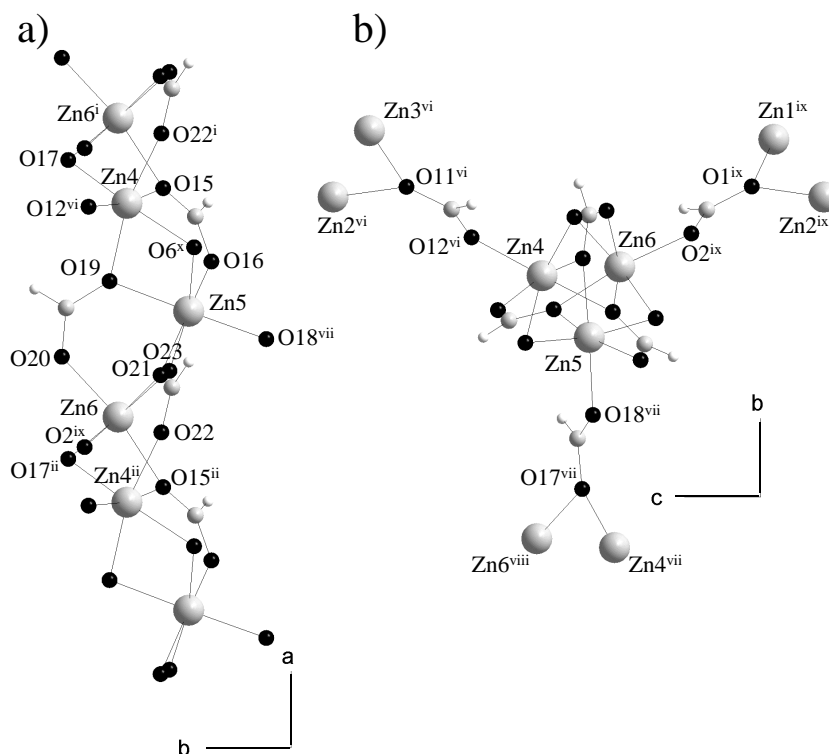 a)
Zn6ⁱ
O22ⁱ
O17
Zn4
O15
O12ᵛⁱ
O6ˣ
O16
O19
Zn5
O18ᵛⁱⁱ
O20
O23
O21
Zn6
O2ⁱˣ
O22
O17ⁱⁱ
Zn4ⁱⁱ
O15ⁱⁱ
a
b
b)
Zn3ᵛⁱ
Zn1ⁱˣ
O11ᵛⁱ
O1ⁱˣ
Zn2ᵛⁱ
Zn2ⁱˣ
O12ᵛⁱ
Zn4
Zn6
O2ⁱˣ
Zn5
O18ᵛⁱⁱ
b
O17ᵛⁱⁱ
c
Zn6ᵛⁱⁱⁱ
Zn4ᵛⁱⁱ